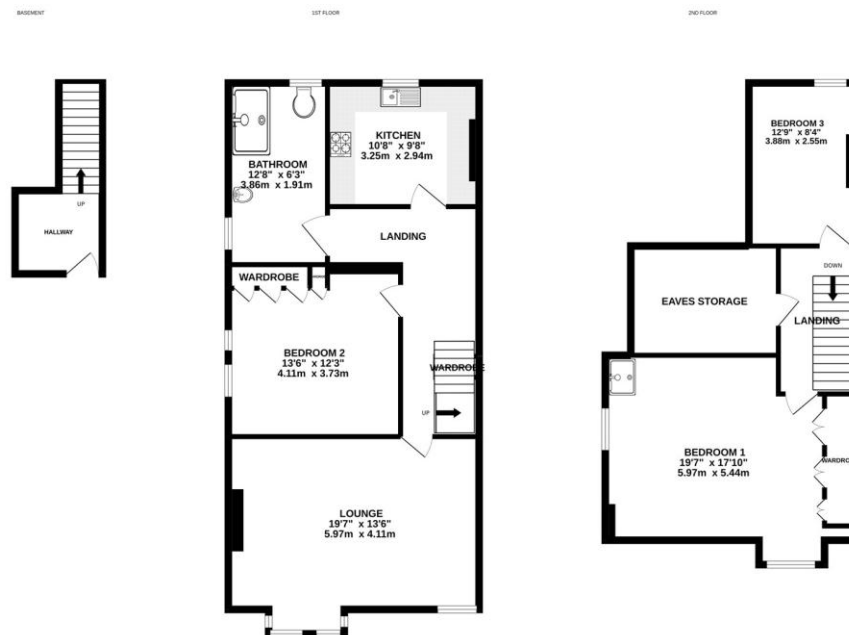 BASEMENT
UP
HALLWAY
1ST FLOOR
BATHROOM
12'8" x 6'3"
3.86m x 1.91m
KITCHEN
10'8" x 9'8"
3.25m x 2.94m
LANDING
WARDROBE
BEDROOM 2
13'6" x 12'3"
4.11m x 3.73m
WARDROBE
UP
LOUNGE
19'7" x 13'6"
5.97m x 4.11m
2ND FLOOR
BEDROOM 3
12'9" x 8'4"
3.88m x 2.55m
DOWN
EAVES STORAGE
LANDING
BEDROOM 1
19'7" x 17'10"
5.97m x 5.44m
WARDRO